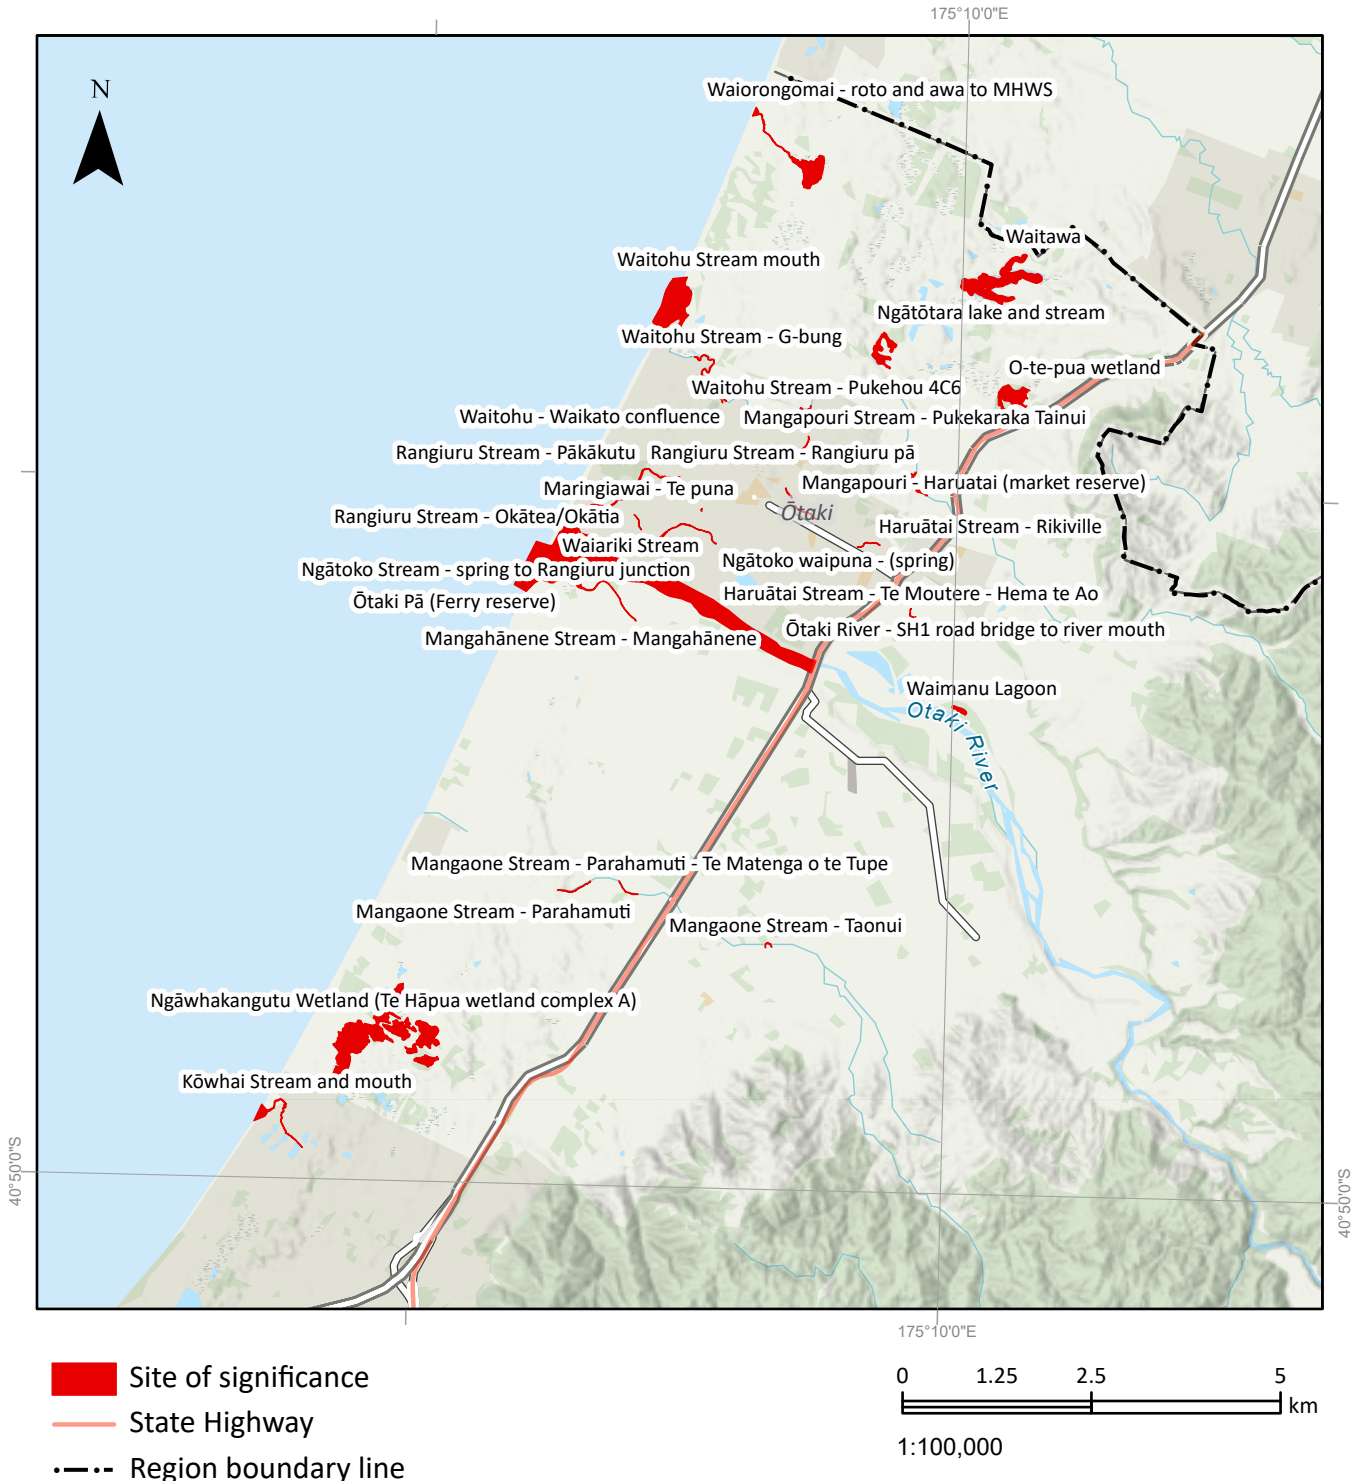 175°10'0"E
N
Waiorongomai - roto and awa to MHWS
Waitawa
Waitohu Stream mouth
Ngātōtara lake and stream
Waitohu Stream - G-bung
O-te-pua wetland
Waitohu Stream - Pukehou 4C6
Waitohu - Waikato confluence
Mangapouri Stream - Pukekaraka Tainui
Rangiuru Stream - Pākākutu
Rangiuru Stream - Rangiuru pā
Mangapouri - Haruatai (market reserve)
Maringiawai - Te puna
Ōtaki
Rangiuru Stream - Okātea/Okātia
Haruātai Stream - Rikiville
Waiariki Stream
Ngātoko waipuna - (spring)
Ngātoko Stream - spring to Rangiuru junction
Haruātai Stream - Te Moutere - Hema te Ao
Ōtaki Pā (Ferry reserve)
Ōtaki River - SH1 road bridge to river mouth
Mangahānene Stream - Mangahānene
Waimanu Lagoon
Otaki River
Mangaone Stream - Parahamuti - Te Matenga o te Tupe
Mangaone Stream - Parahamuti
Mangaone Stream - Taonui
Ngāwhakangutu Wetland (Te Hāpua wetland complex A)
Kōwhai Stream and mouth
40°50'0"S
40°50'0"S
175°10'0"E
Site of significance
State Highway
Region boundary line
0 1.25 2.5 5
km
1:100,000